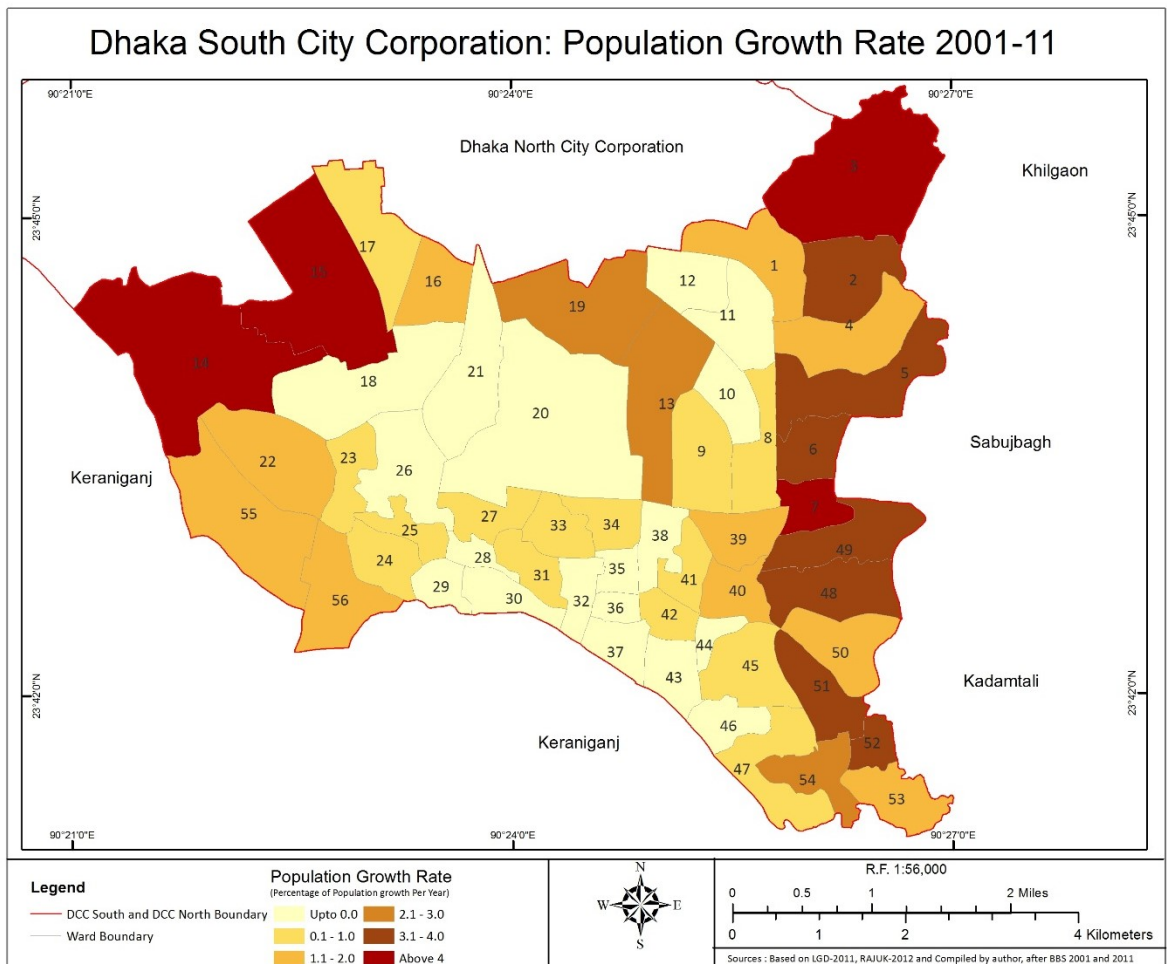 Dhaka South City Corporation: Population Growth Rate 2001-11
90°21'0"E
90°24'0"E
90°27'0"E
Dhaka North City Corporation
Khilgaon
23°45'0"N
23°45'0"N
17
1
2
16
12
19
11
4
21
5
18
10
20
13
8
9
6
Sabujbagh
23
22
26
Keraniganj
7
55
27
33
34
25
38
39
49
28
24
35
31
41
29
40
48
56
30
32
36
42
44
37
50
45
43
51
Kadamtali
23°42'0"N
23°42'0"N
46
Keraniganj
52
47
54
53
90°21'0"E
90°24'0"E
90°27'0"E
Legend
DCC South and DCC North Boundary
Ward Boundary
Population Growth Rate
(Percentage of Population growth Per Year)
Upto 0.0
0.1 - 1.0
1.1 - 2.0
2.1 - 3.0
3.1 - 4.0
Above 4
N
W E
S
R.F. 1:56,000
0 0.5 1 2 Miles
0 1 2 4 Kilometers
Sources : Based on LGD-2011, RAJUK-2012 and Compiled by author, after BBS 2001 and 2011